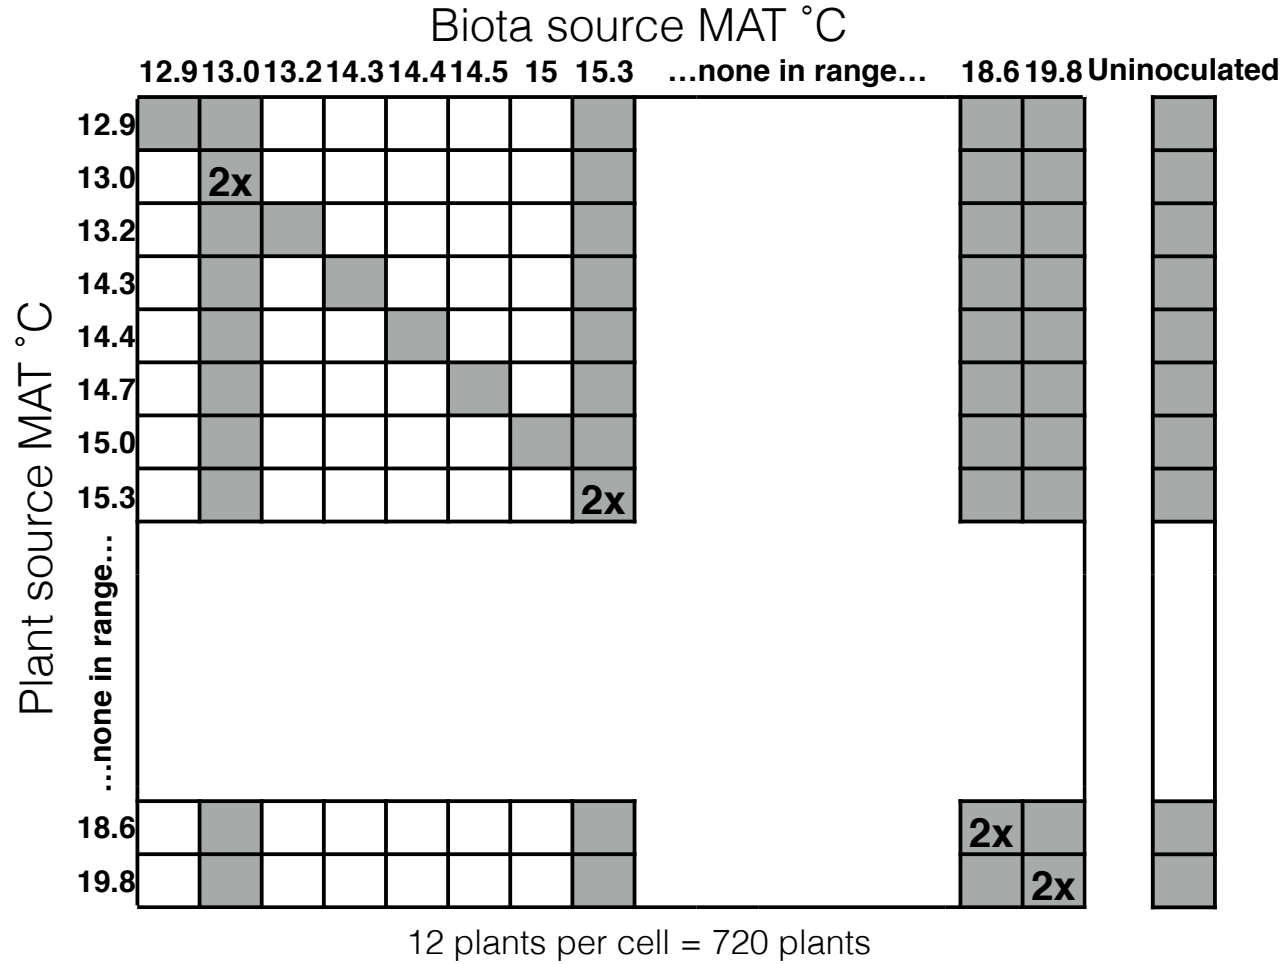 Biota source MAT ˚C
12.9 13.0 13.2 14.3 14.4 14.5 15 15.3 ...none in range... 18.6 19.8 Uninoculated
Plant source MAT ˚C
12.9
13.0 2x
13.2
14.3
14.4
14.7
15.0
15.3 2x
...none in range...
18.6 2x
19.8 2x
12 plants per cell = 720 plants